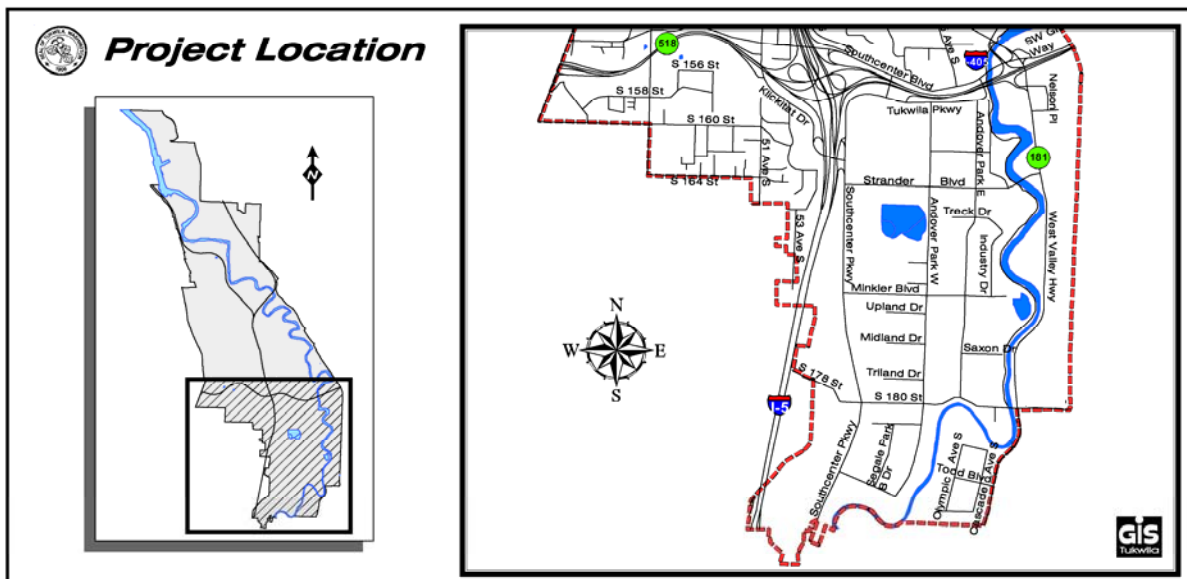 Project Location
N
518
S 156 St
S 158 St
Klickitat Dr
S 160 St
51 Ave S
S 164 St
53 Ave S
Southcenter Blvd
I-405
Way
Nelson Pl
Tukwila Pkwy
Andover Park E
181
Strander Blvd
Southcenter Pkwy
Andover Park W
Treck Dr
Industry Dr
West Valley Hwy
Minkler Blvd
Upland Dr
Midland Dr
Saxon Dr
Triland Dr
S 178 St
S 180 St
I-5
N
W
E
S
Southcenter Pkwy
Segale Park
B Dr
Olympic Ave S
Todd Blvd
Cascade Ave S
GIS
Tukwila